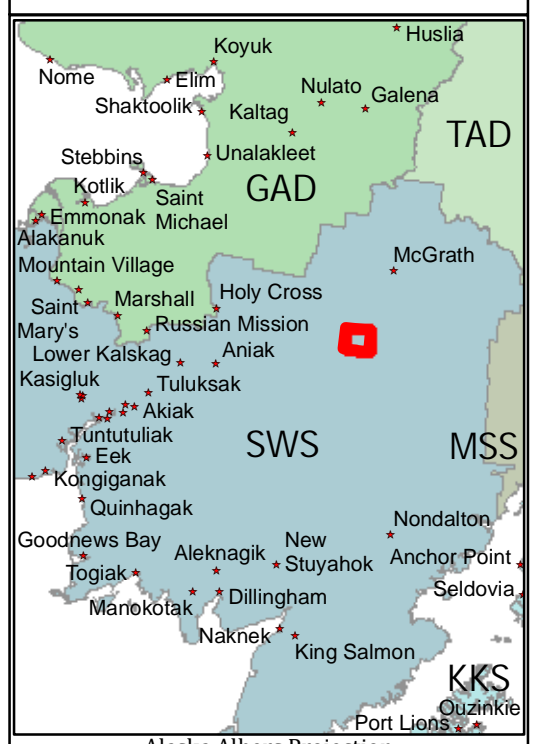 Huslia
Koyuk
Nome
Elim
Nulato
Galena
Shaktoolik
Kaltag
TAD
Stebbins
Unalakleet
Kotlik
GAD
Saint
Michael
Emmonak
Alakanuk
McGrath
Mountain Village
Holy Cross
Saint
Mary's
Marshall
Russian Mission
Lower Kalskag
Aniak
Kasigluk
Tuluksak
Akiak
Tuntutuliak
SWS
MSS
Eek
Kongiganak
Quinhagak
Nondalton
Goodnews Bay
Aleknagik
New
Stuyahok
Anchor Point
Togiak
Seldovia
Manokotak
Dillingham
Naknek
King Salmon
KKS
Ouzinkie
Port Lions
Alaska Albers Projection